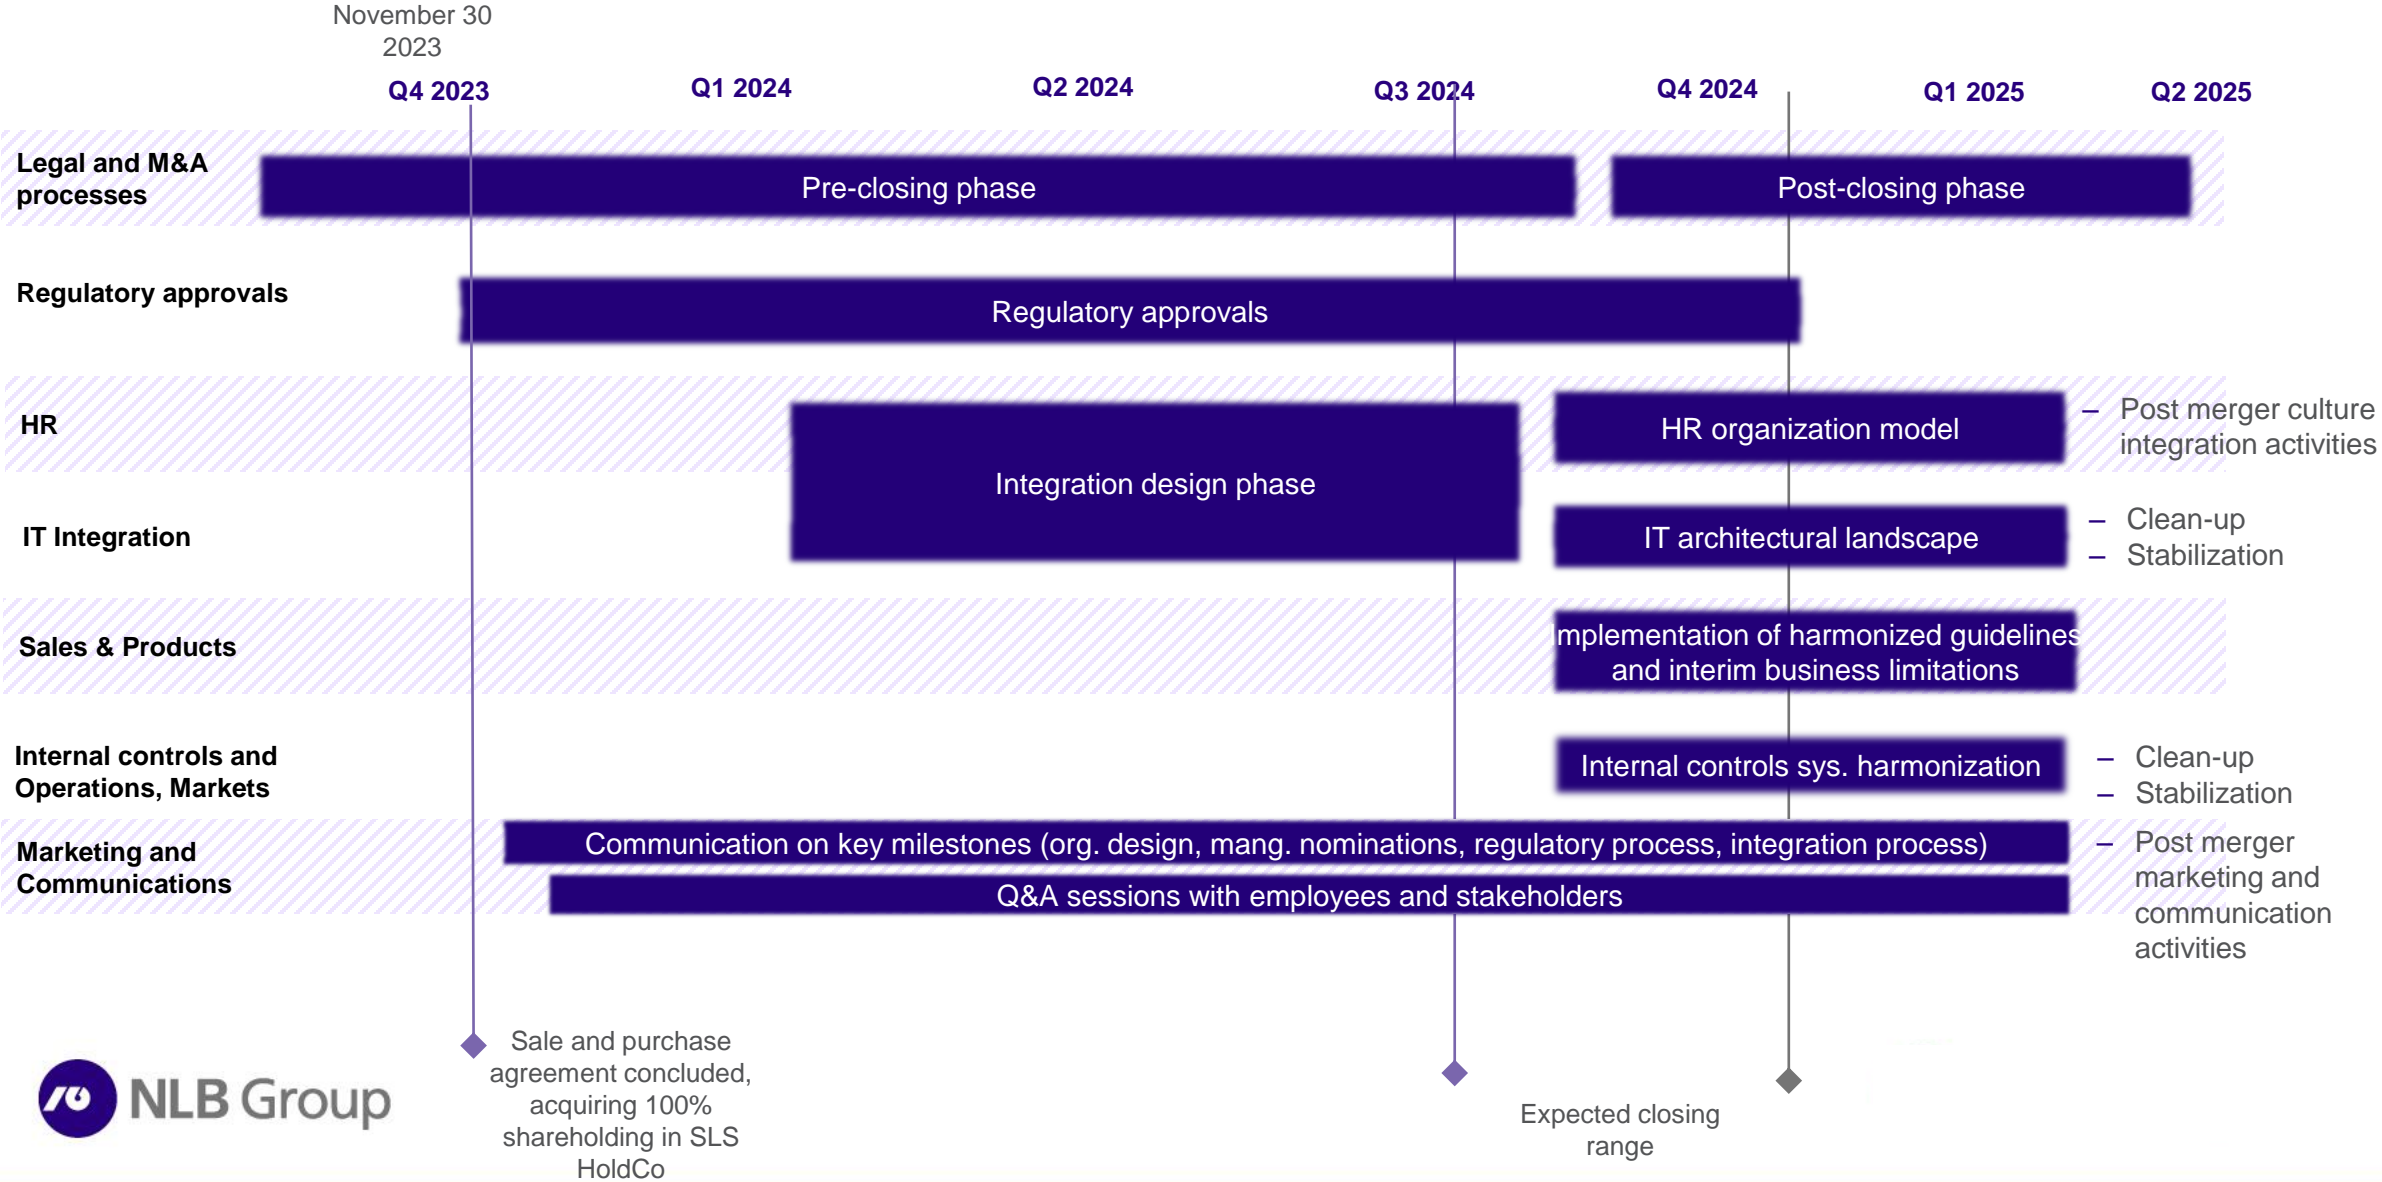 November 30
2023
Q4 2023
Q1 2024
Q2 2024
Q3 2024
Q4 2024
Q1 2025
Q2 2025
Legal and M&A
processes
Pre-closing phase
Post-closing phase
Regulatory approvals
Regulatory approvals
HR
Integration design phase
HR organization model
– Post merger culture
integration activities
IT Integration
IT architectural landscape
– Clean-up
– Stabilization
Sales & Products
Implementation of harmonized guidelines
and interim business limitations
Internal controls and
Operations, Markets
Internal controls sys. harmonization
– Clean-up
– Stabilization
Marketing and
Communications
Communication on key milestones (org. design, mang. nominations, regulatory process, integration process)
Q&A sessions with employees and stakeholders
– Post merger
marketing and
communication
activities
Sale and purchase
agreement concluded,
acquiring 100%
shareholding in SLS
HoldCo
Expected closing
range
NLB Group